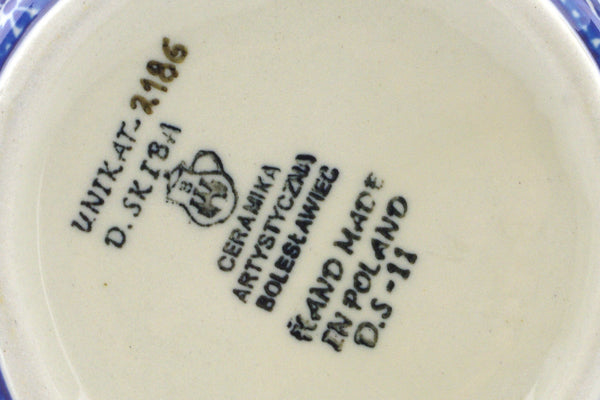 UNIKAT-2186
D. SKIBA
CERAMIKA
ARTYSTYCZNA
BOLESŁAWIEC
HAND MADE
IN POLAND
D.S-11